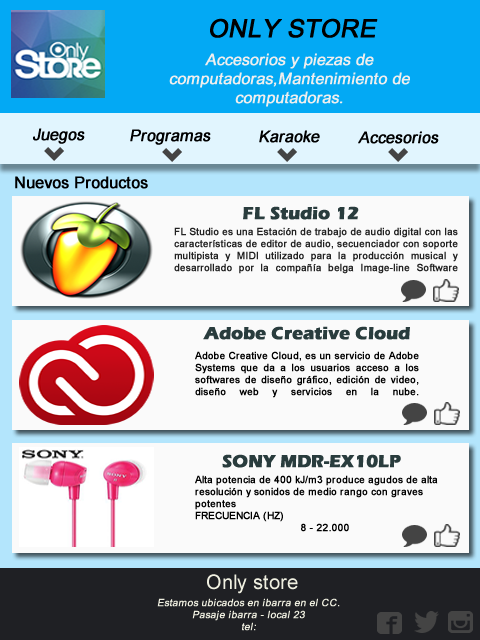 Only
Store
ONLY STORE
Accesorios y piezas de
computadoras,Mantenimiento de
computadoras.
Juegos
Programas
Karaoke
Accesorios
Nuevos Productos
FL Studio 12
FL Studio es una Estación de trabajo de audio digital con las
características de editor de audio, secuenciador con soporte
multipista y MIDI utilizado para la producción musical y
desarrollado por la compañía belga Image-line Software
Adobe Creative Cloud
Adobe Creative Cloud, es un servicio de Adobe
Systems que da a los usuarios acceso a los
softwares de diseño gráfico, edición de video,
diseño web y servicios en la nube.
SONY
SONY MDR-EX10LP
Alta potencia de 400 kJ/m3 produce agudos de alta
resolución y sonidos de medio rango con graves
potentes
FRECUENCIA (HZ)
8 - 22.000
Only store
Estamos ubicados en ibarra en el CC.
Pasaje ibarra - local 23
tel: